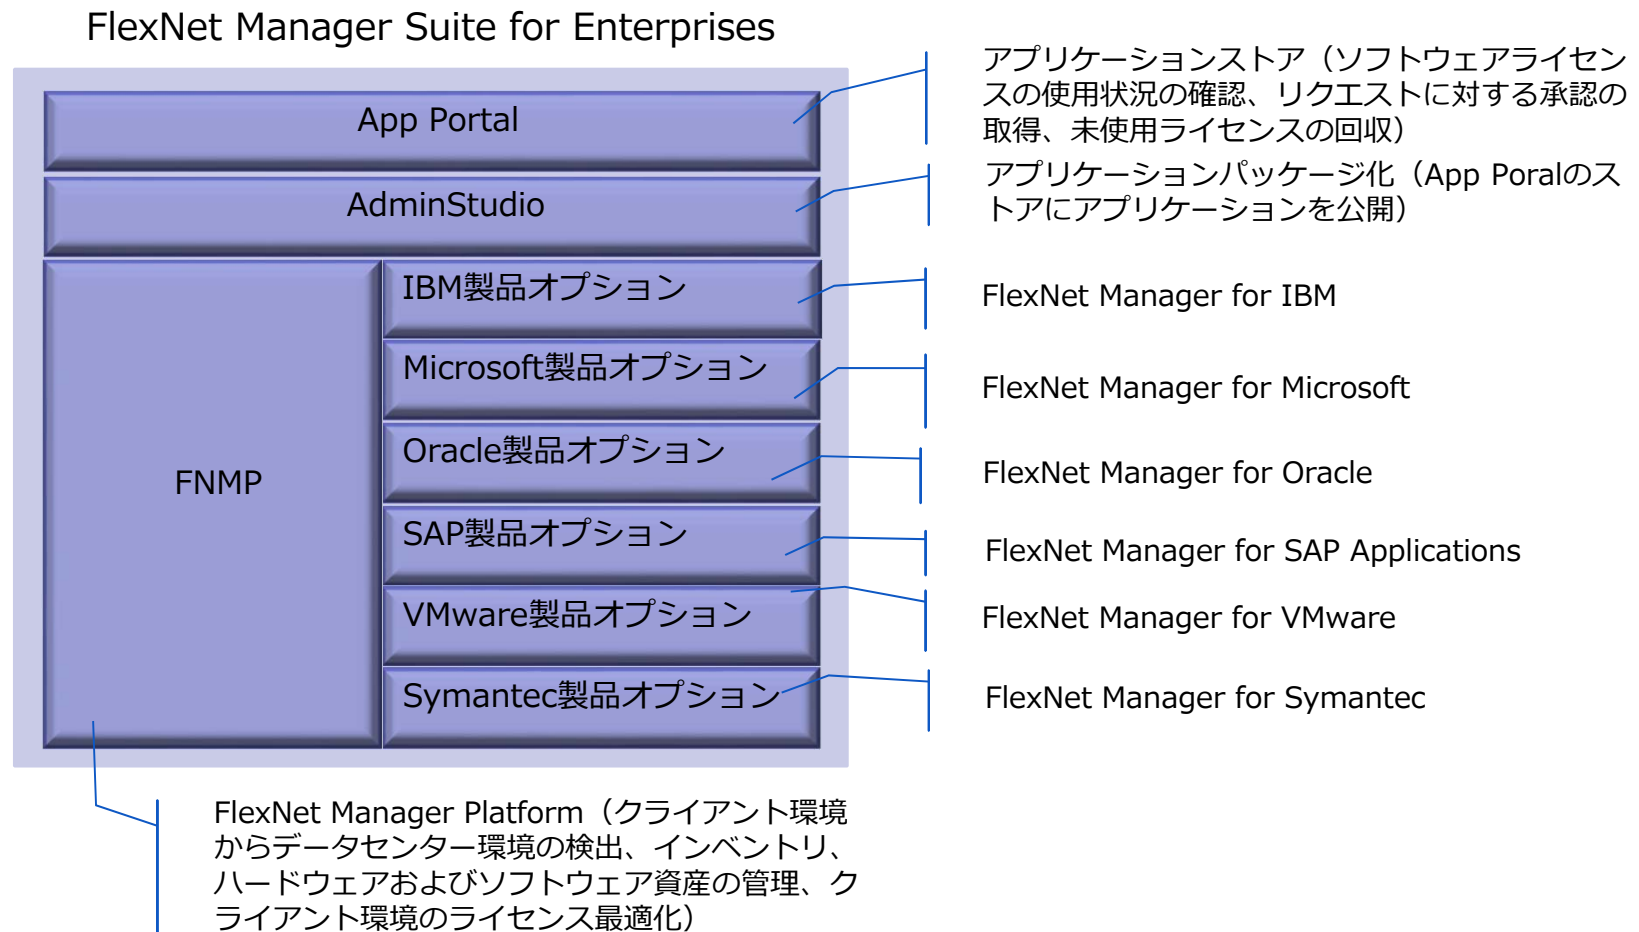 FlexNet Manager Suite for Enterprises
App Portal
アプリケーションストア（ソフトウェアライセン
スの使用状況の確認、リクエストに対する承認の
取得、未使用ライセンスの回収）
AdminStudio
アプリケーションパッケージ化（App Poralのス
トアにアプリケーションを公開）
FNMP
IBM製品オプション
FlexNet Manager for IBM
Microsoft製品オプション
FlexNet Manager for Microsoft
Oracle製品オプション
FlexNet Manager for Oracle
SAP製品オプション
FlexNet Manager for SAP Applications
VMware製品オプション
FlexNet Manager for VMware
Symantec製品オプション
FlexNet Manager for Symantec
FlexNet Manager Platform（クライアント環境
からデータセンター環境の検出、インベントリ、
ハードウェアおよびソフトウェア資産の管理、ク
ライアント環境のライセンス最適化）